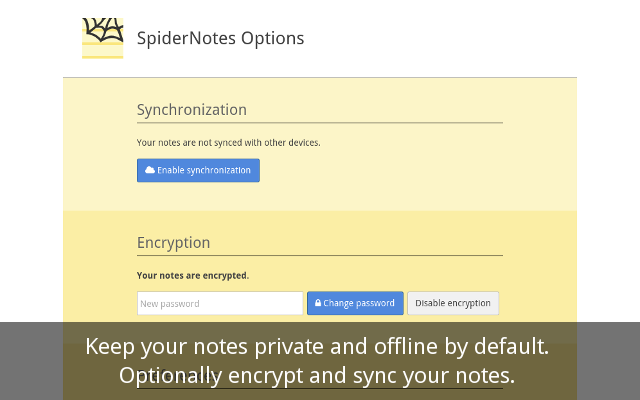 SpiderNotes Options
Synchronization
Your notes are not synced with other devices.
Enable synchronization
Encryption
Your notes are encrypted.
New password
Change password
Disable encryption
Keep your notes private and offline by default.
Optionally encrypt and sync your notes.